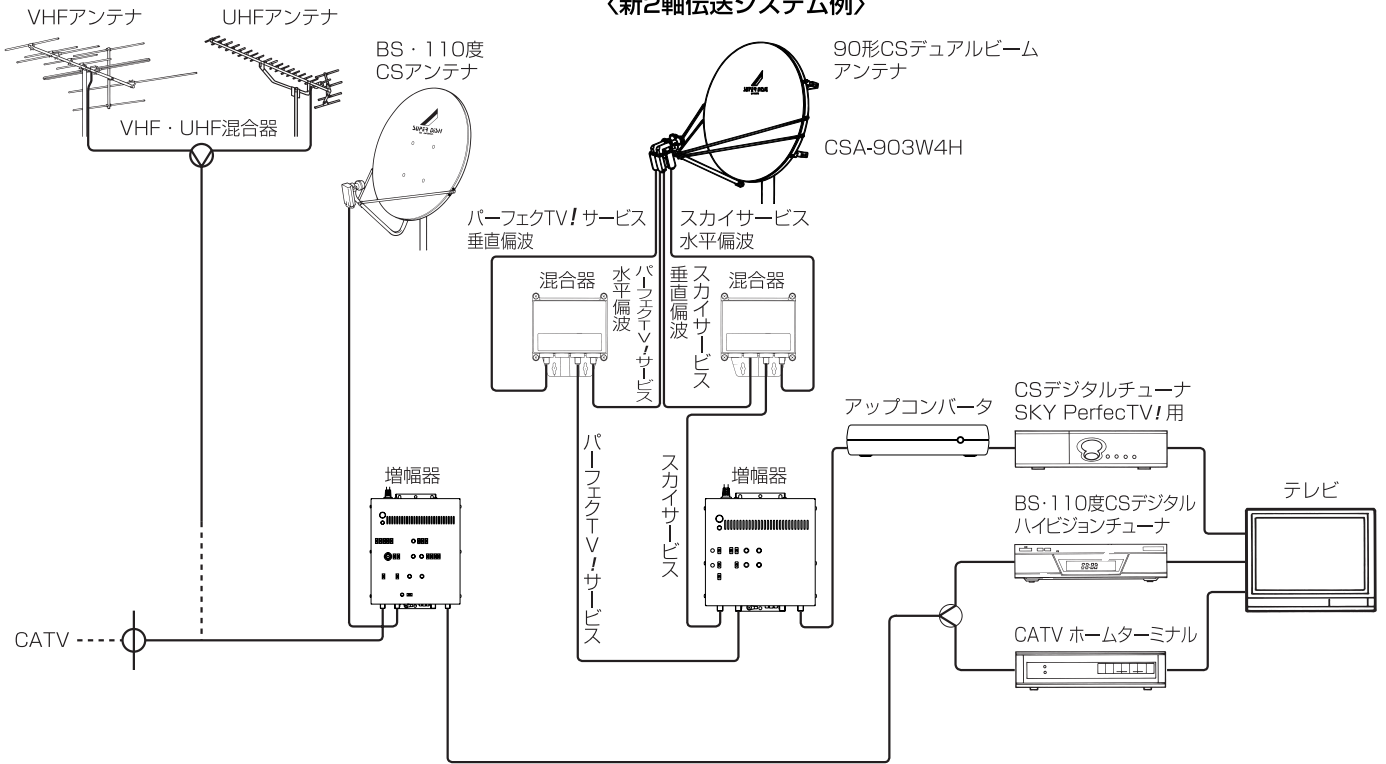 〈新2軸伝送システム例〉
VHFアンテナ
UHFアンテナ
BS・110度
CSアンテナ
90形CSデュアルビーム
アンテナ
VHF・UHF混合器
SUPER DISH
SUPER DISH
CSA-903W4H
パーフェクTV!サービス
垂直偏波
スカイサービス
水平偏波
混合器
パーフェクTV!サービス
水平偏波
スカイサービス
垂直偏波
混合器
アップコンバータ
CSデジタルチューナ
SKY PerfecTV!用
増幅器
パーフェクTV!サービス
スカイサービス
増幅器
BS・110度CSデジタル
ハイビジョンチューナ
テレビ
CATV
CATV ホームターミナル